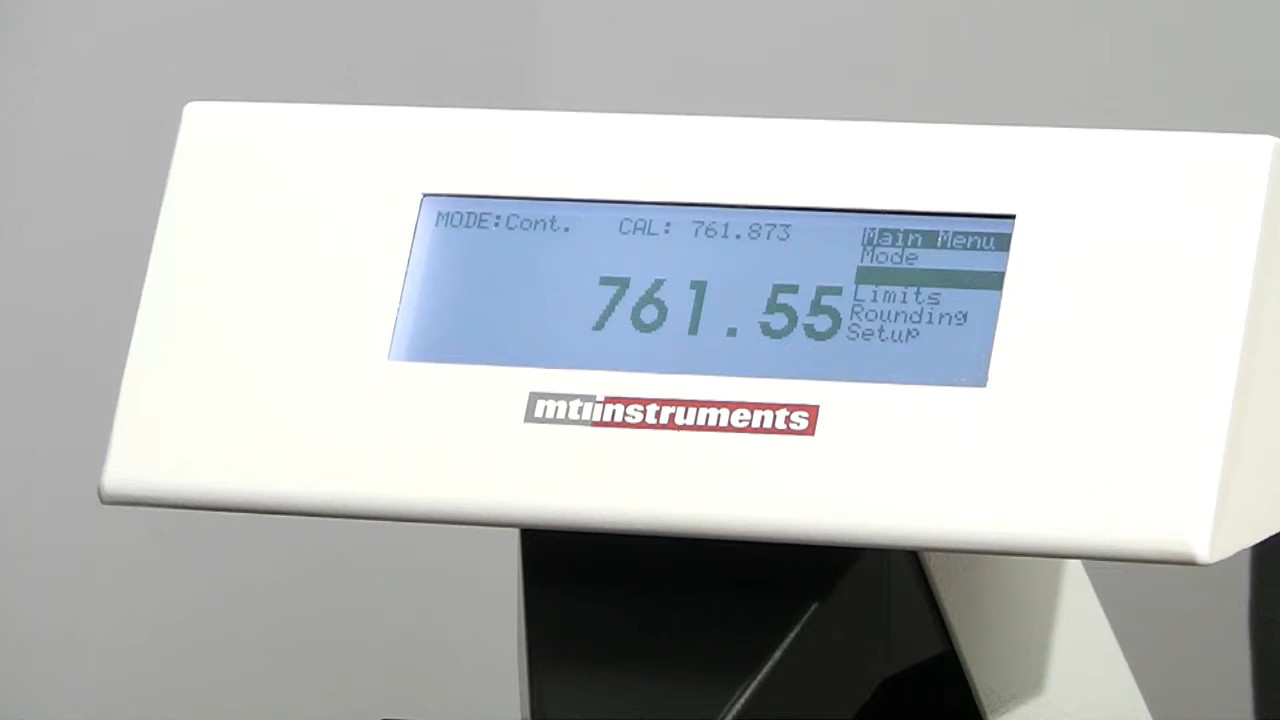 MODE:Cont. CAL: 761.873
761.55
Main Menu
Mode
Limits
Rounding
Setup
mtiinstruments